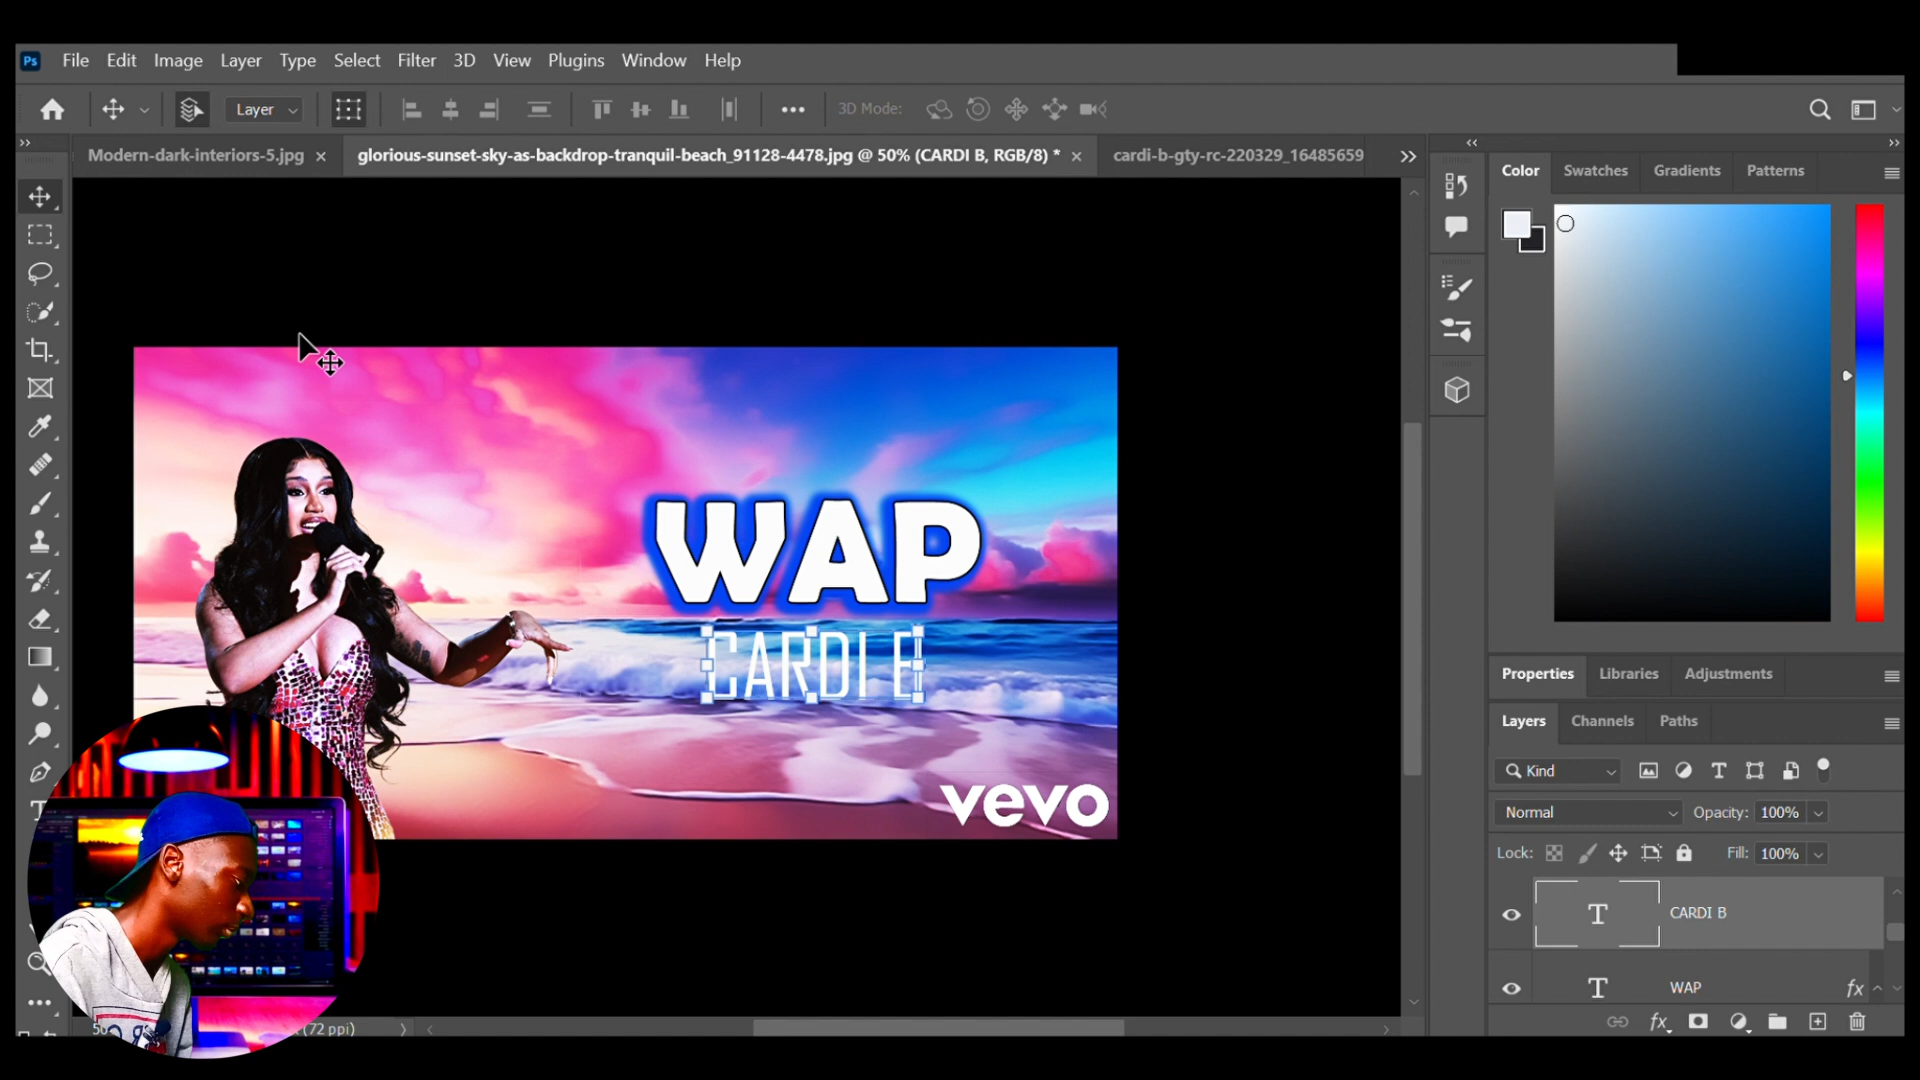 Ps File Edit Image Layer Type Select Filter 3D View Plugins Window Help
Layer 3D Mode:
Modern-dark-interiors-5.jpg × glorious-sunset-sky-as-backdrop-tranquil-beach_91128-4478.jpg @ 50% (CARDI B, RGB/8) * × cardi-b-gty-rc-220329_16485659
Color Swatches Gradients Patterns
WAP
CARDI B
vevo
Properties Libraries Adjustments
Layers Channels Paths
Kind
Normal Opacity: 100%
Lock: Fill: 100%
T CARDI B
T WAP fx
fx
(72 ppi)